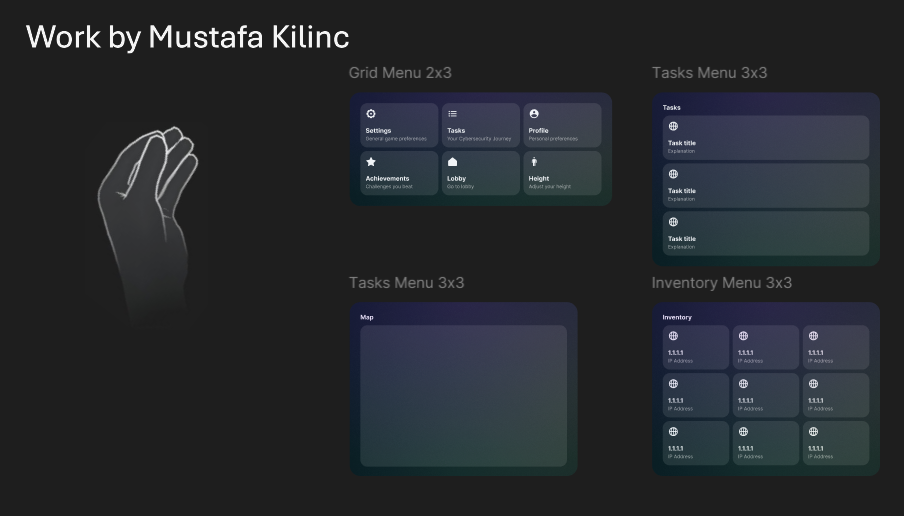 Work by Mustafa Kilinc
Grid Menu 2x3
Settings
General game preferences
Tasks
Your Cybersecurity Journey
Profile
Personal preferences
Achievements
Challenges you beat
Lobby
Go to lobby
Height
Adjust your height
Tasks Menu 3x3
Tasks
Task title
Explanation
Task title
Explanation
Task title
Explanation
Tasks Menu 3x3
Map
Inventory Menu 3x3
Inventory
1.1.1.1
IP Address
1.1.1.1
IP Address
1.1.1.1
IP Address
1.1.1.1
IP Address
1.1.1.1
IP Address
1.1.1.1
IP Address
1.1.1.1
IP Address
1.1.1.1
IP Address
1.1.1.1
IP Address